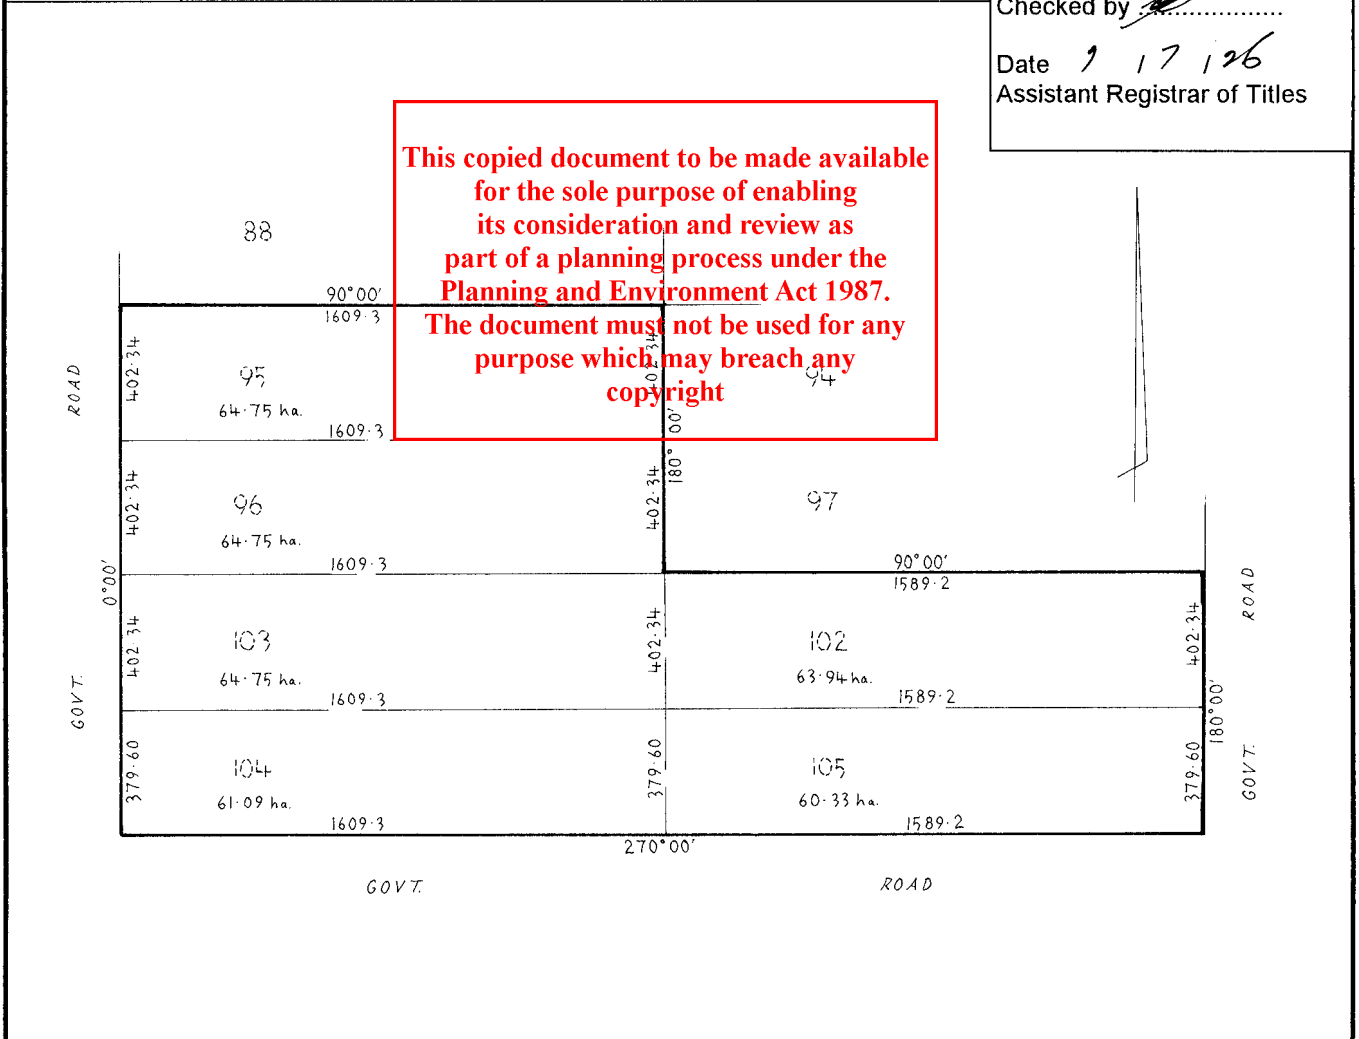 Checked by ....................
Date 9 / 7 / 26
Assistant Registrar of Titles
This copied document to be made available
for the sole purpose of enabling
its consideration and review as
part of a planning process under the
Planning and Environment Act 1987.
The document must not be used for any
purpose which may breach any
copyright
88
90°00'
1609·3
ROAD
402·34
95
64·75 ha.
1609·3
402·34
94
180° 00'
402·34
96
64·75 ha.
1609·3
402·34
97
90°00'
1589·2
0°00'
402·34
103
64·75 ha.
1609·3
402·34
102
63·94 ha.
1589·2
402·34
ROAD
180°00'
GOVT.
379·60
104
61·09 ha.
1609·3
379·60
105
60·33 ha.
1589·2
379·60
GOVT.
270°00'
GOVT.
ROAD